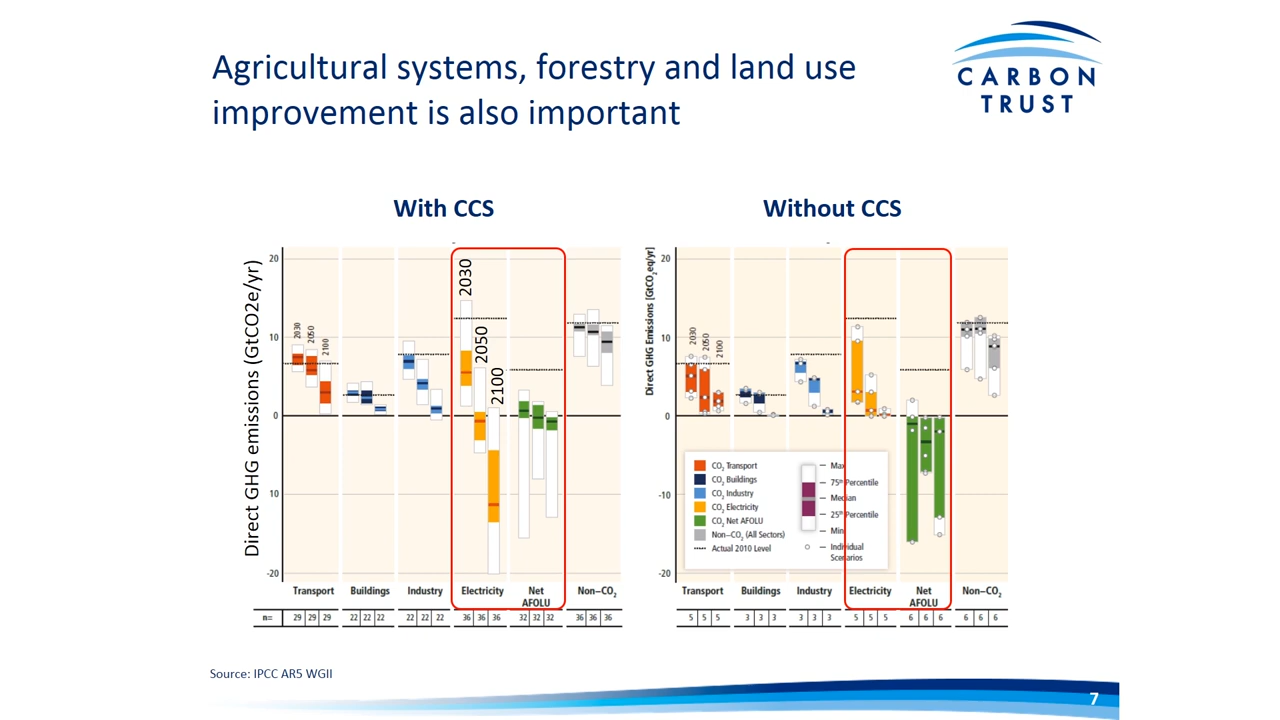 Agricultural systems, forestry and land use
improvement is also important
CARBON
TRUST
With CCS
Without CCS
Direct GHG emissions (GtCO2e/yr)
20
10
0
10
-20
2030
2050
2100
2030
2050
2100
Transport
Buildings
Industry
Electricity
Net
AFOLU
Non-CO2
n=
29 29 29
22 22 22
22 22 22
36 36 36
32 32 32
36 36 36
Direct GHG Emissions [GtCO2eq/yr]
20
10
0
-10
-20
2030
2050
2100
CO2 Transport
CO2 Buildings
CO2 Industry
CO2 Electricity
CO2 Net AFOLU
Non-CO2 (All Sectors)
Actual 2010 Level
Max
75th Percentile
Median
25th Percentile
Min
Individual
Scenarios
Transport
Buildings
Industry
Electricity
Net
AFOLU
Non-CO2
5 5 5
3 3 3
3 3 3
5 5 5
6 6 6
6 6 6
Source: IPCC AR5 WGII
7